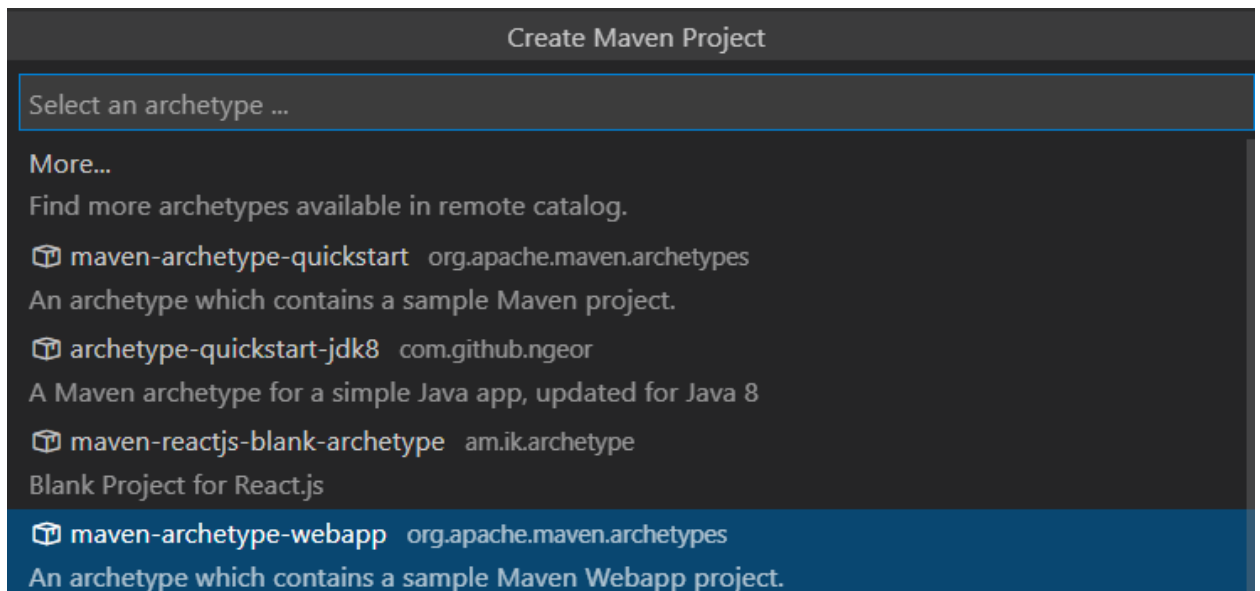 Create Maven Project
Select an archetype ...
More...
Find more archetypes available in remote catalog.
maven-archetype-quickstart org.apache.maven.archetypes
An archetype which contains a sample Maven project.
archetype-quickstart-jdk8 com.github.ngeor
A Maven archetype for a simple Java app, updated for Java 8
maven-reactjs-blank-archetype am.ik.archetype
Blank Project for React.js
maven-archetype-webapp org.apache.maven.archetypes
An archetype which contains a sample Maven Webapp project.